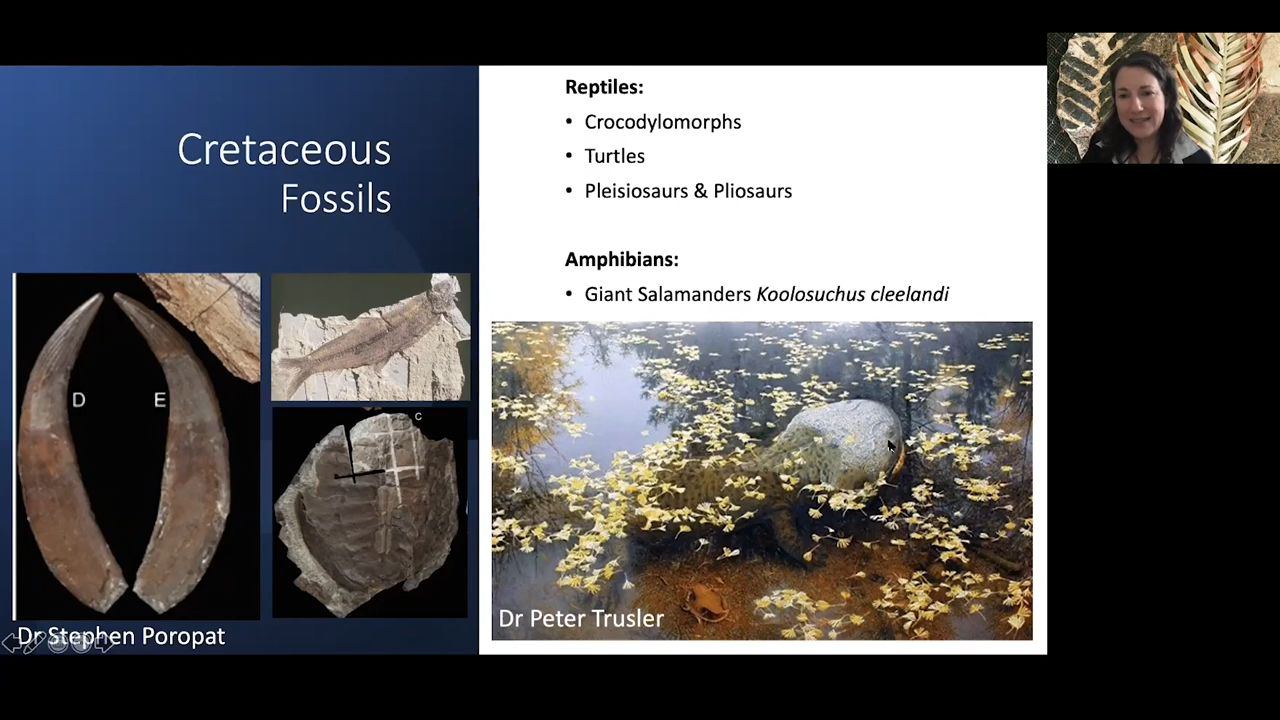 Cretaceous
Fossils
D
E
C
Dr Stephen Poropat
Reptiles:
• Crocodylomorphs
• Turtles
• Pleisiosaurs & Pliosaurs
Amphibians:
• Giant Salamanders Koolosuchus cleelandi
Dr Peter Trusler